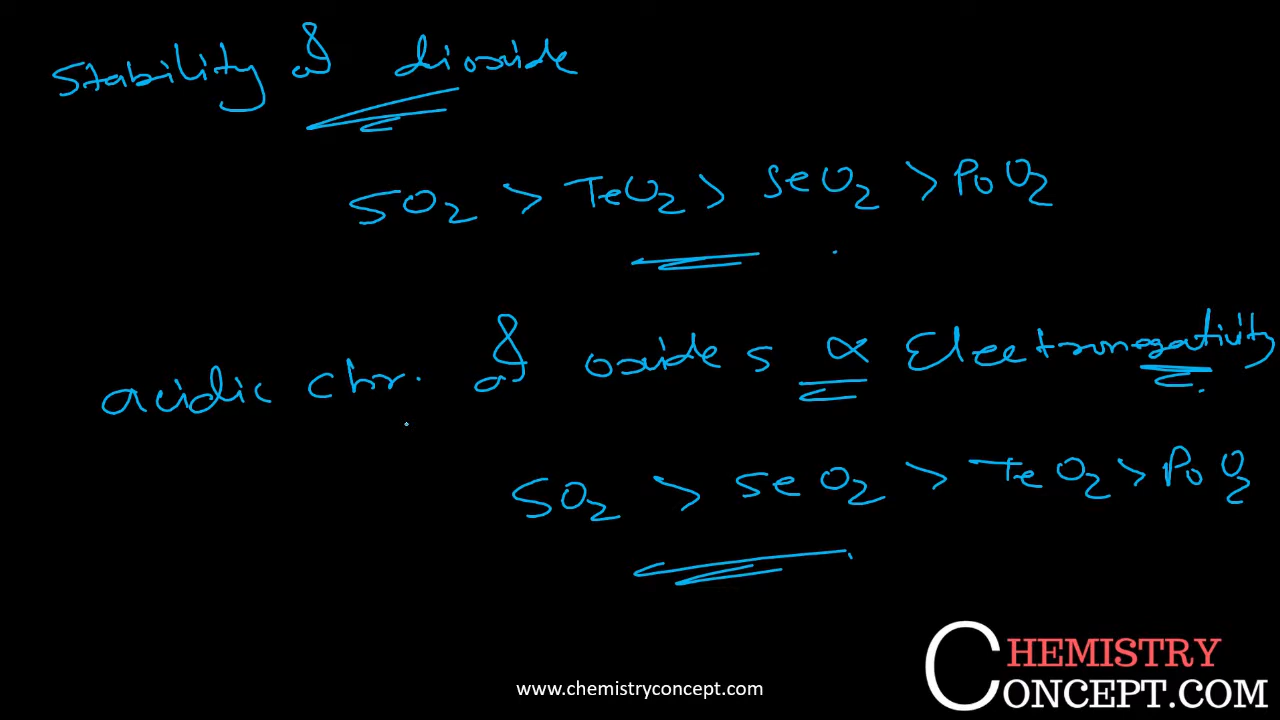 Stability of dioxide
SO2 > TeO2 > SeO2 > PoO2
acidic chr. of oxides ∝ Electronegativity
SO2 > SeO2 > TeO2 > PoO2
CHEMISTRY
CONCEPT.COM
www.chemistryconcept.com